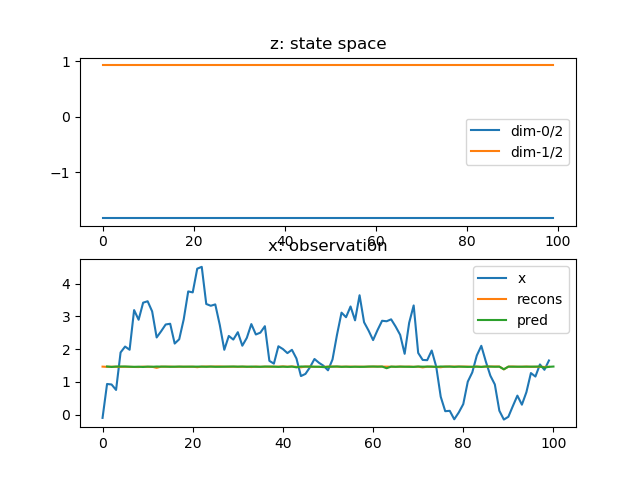 z: state space
1
0
−1
dim-0/2
dim-1/2
0 20 40 60 80 100
x: observation
4
3
2
1
0
x
recons
pred
0 20 40 60 80 100